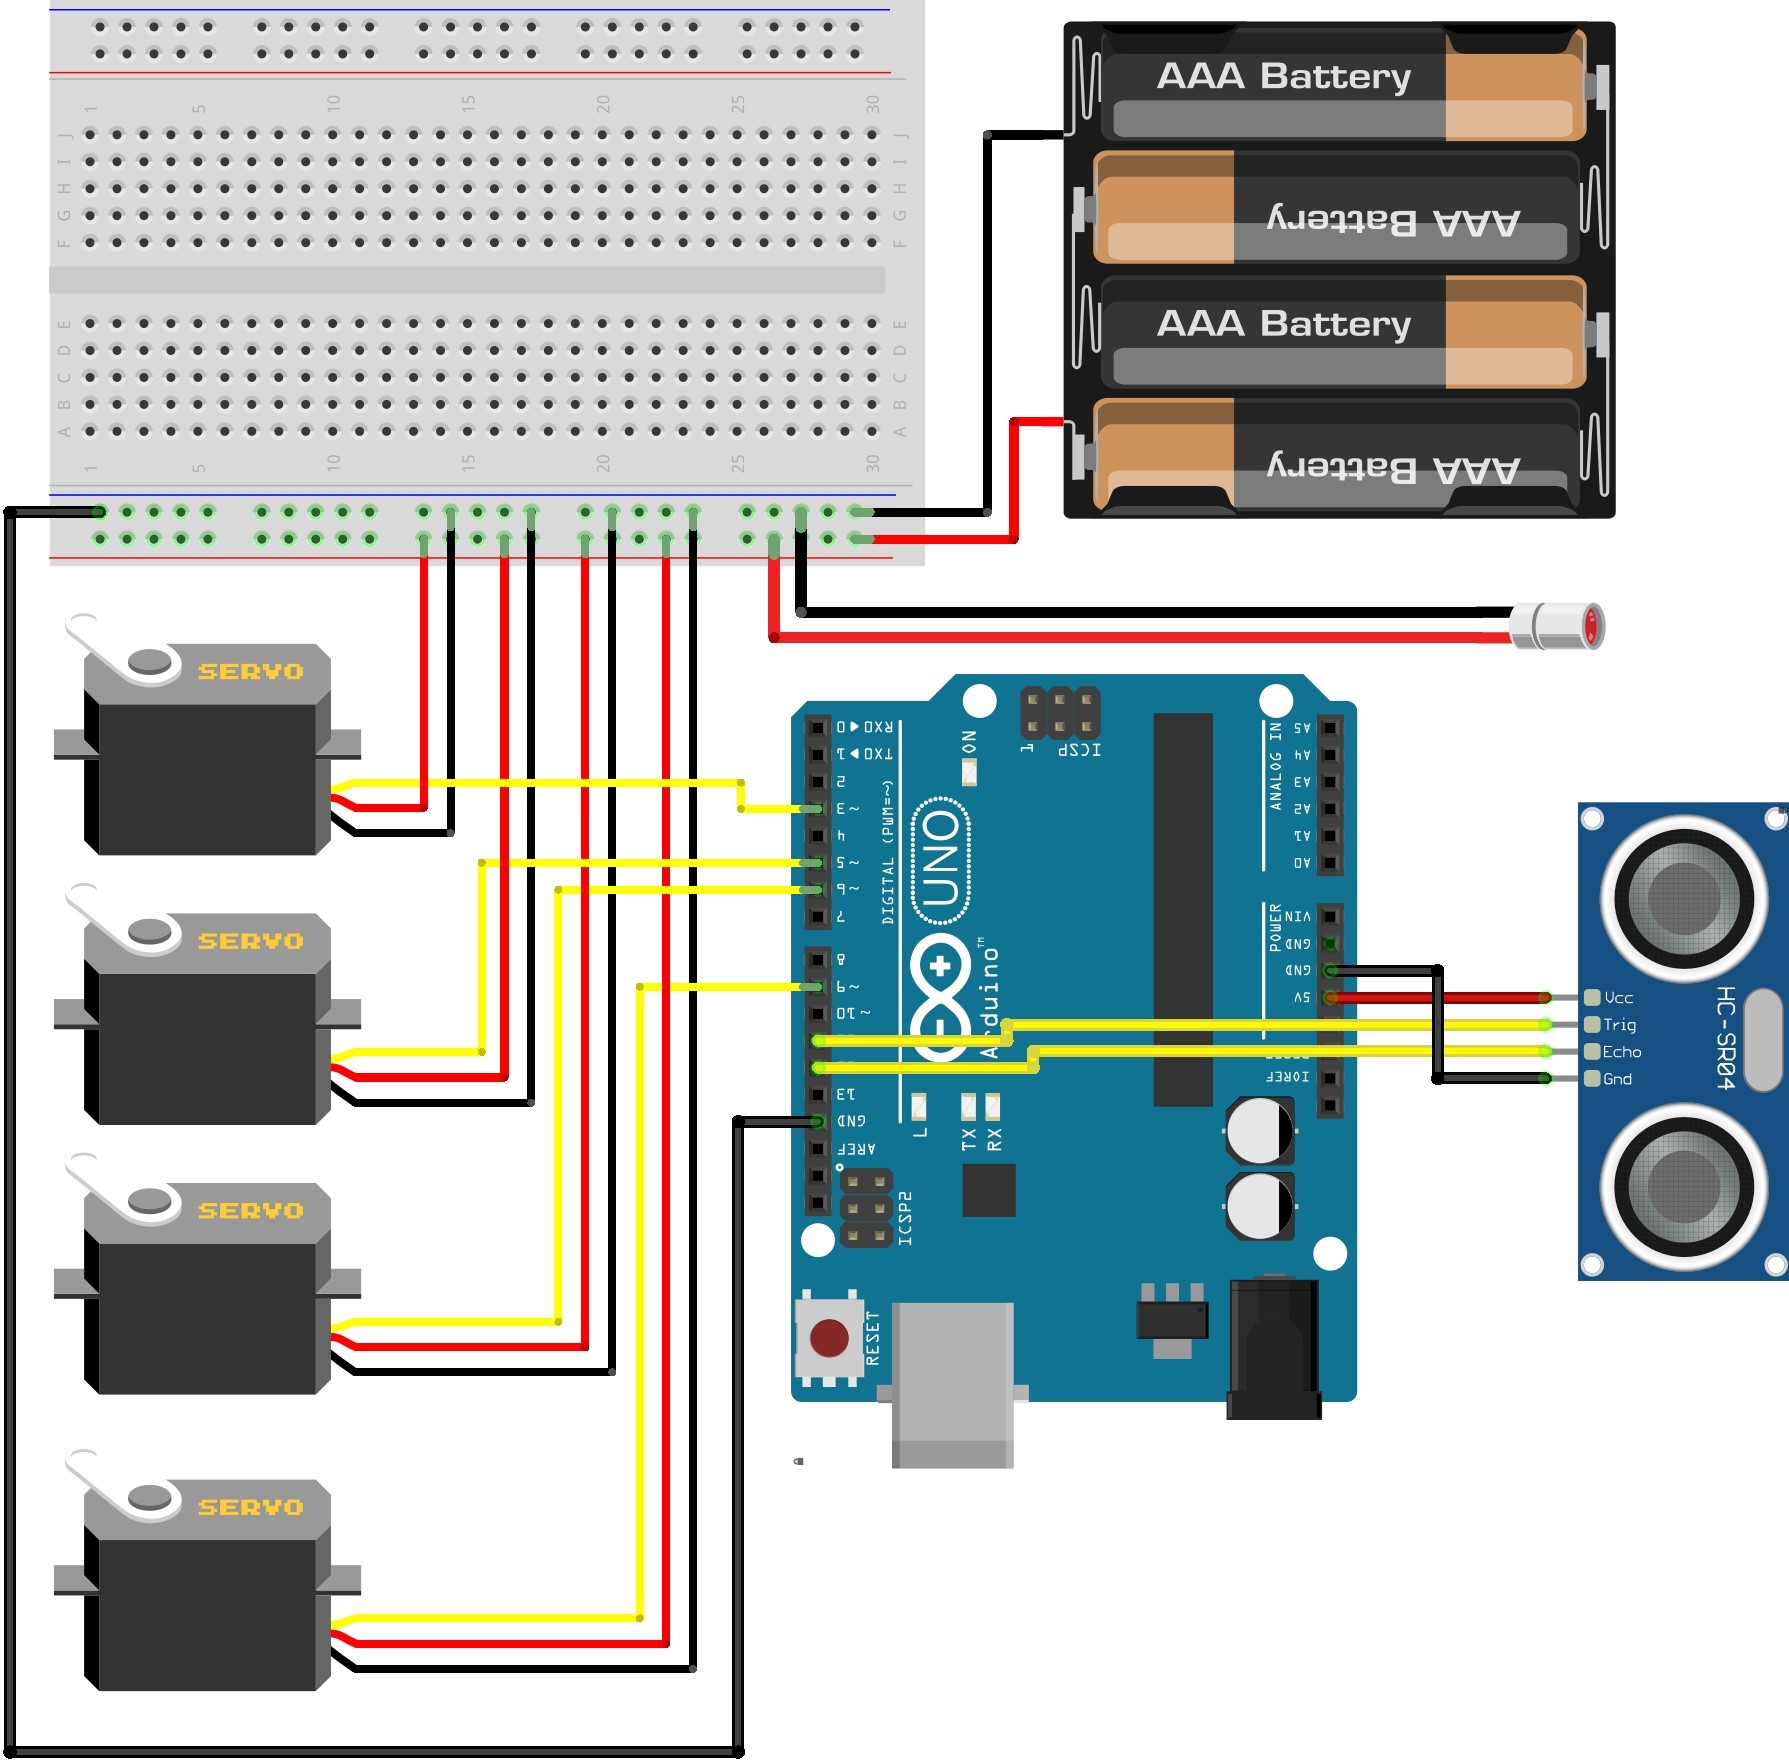 1 5 10 15 20 25 30
J J
I I
H H
G G
F F
E E
D D
C C
B B
A A
1 5 10 15 20 25 30
AAA Battery
AAA Battery
AAA Battery
AAA Battery
SERVO
SERVO
SERVO
SERVO
RXD ◀ 0
TXD ▶ 1
2
~3
4
~5
~6
7
8
~9
~10
13
GND
AREF
DIGITAL (PWM=~)
ON
1
ICSP
UNO
Arduino™
L
TX
RX
ICSP2
RESET
ANALOG IN
A5
A4
A3
A2
A1
A0
POWER
VIN
GND
GND
5V
IOREF
Vcc
Trig
Echo
Gnd
HC-SR04